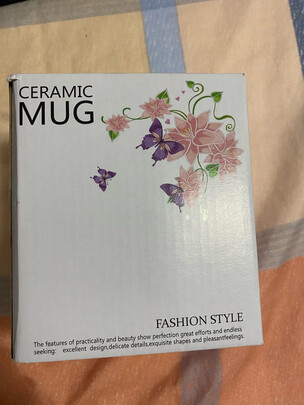 CERAMIC
MUG
FASHION STYLE
The features of practicality and beauty show perfection great efforts and endless
seeking: excellent design,delicate details,exquisite shapes and pleasantfeelings.